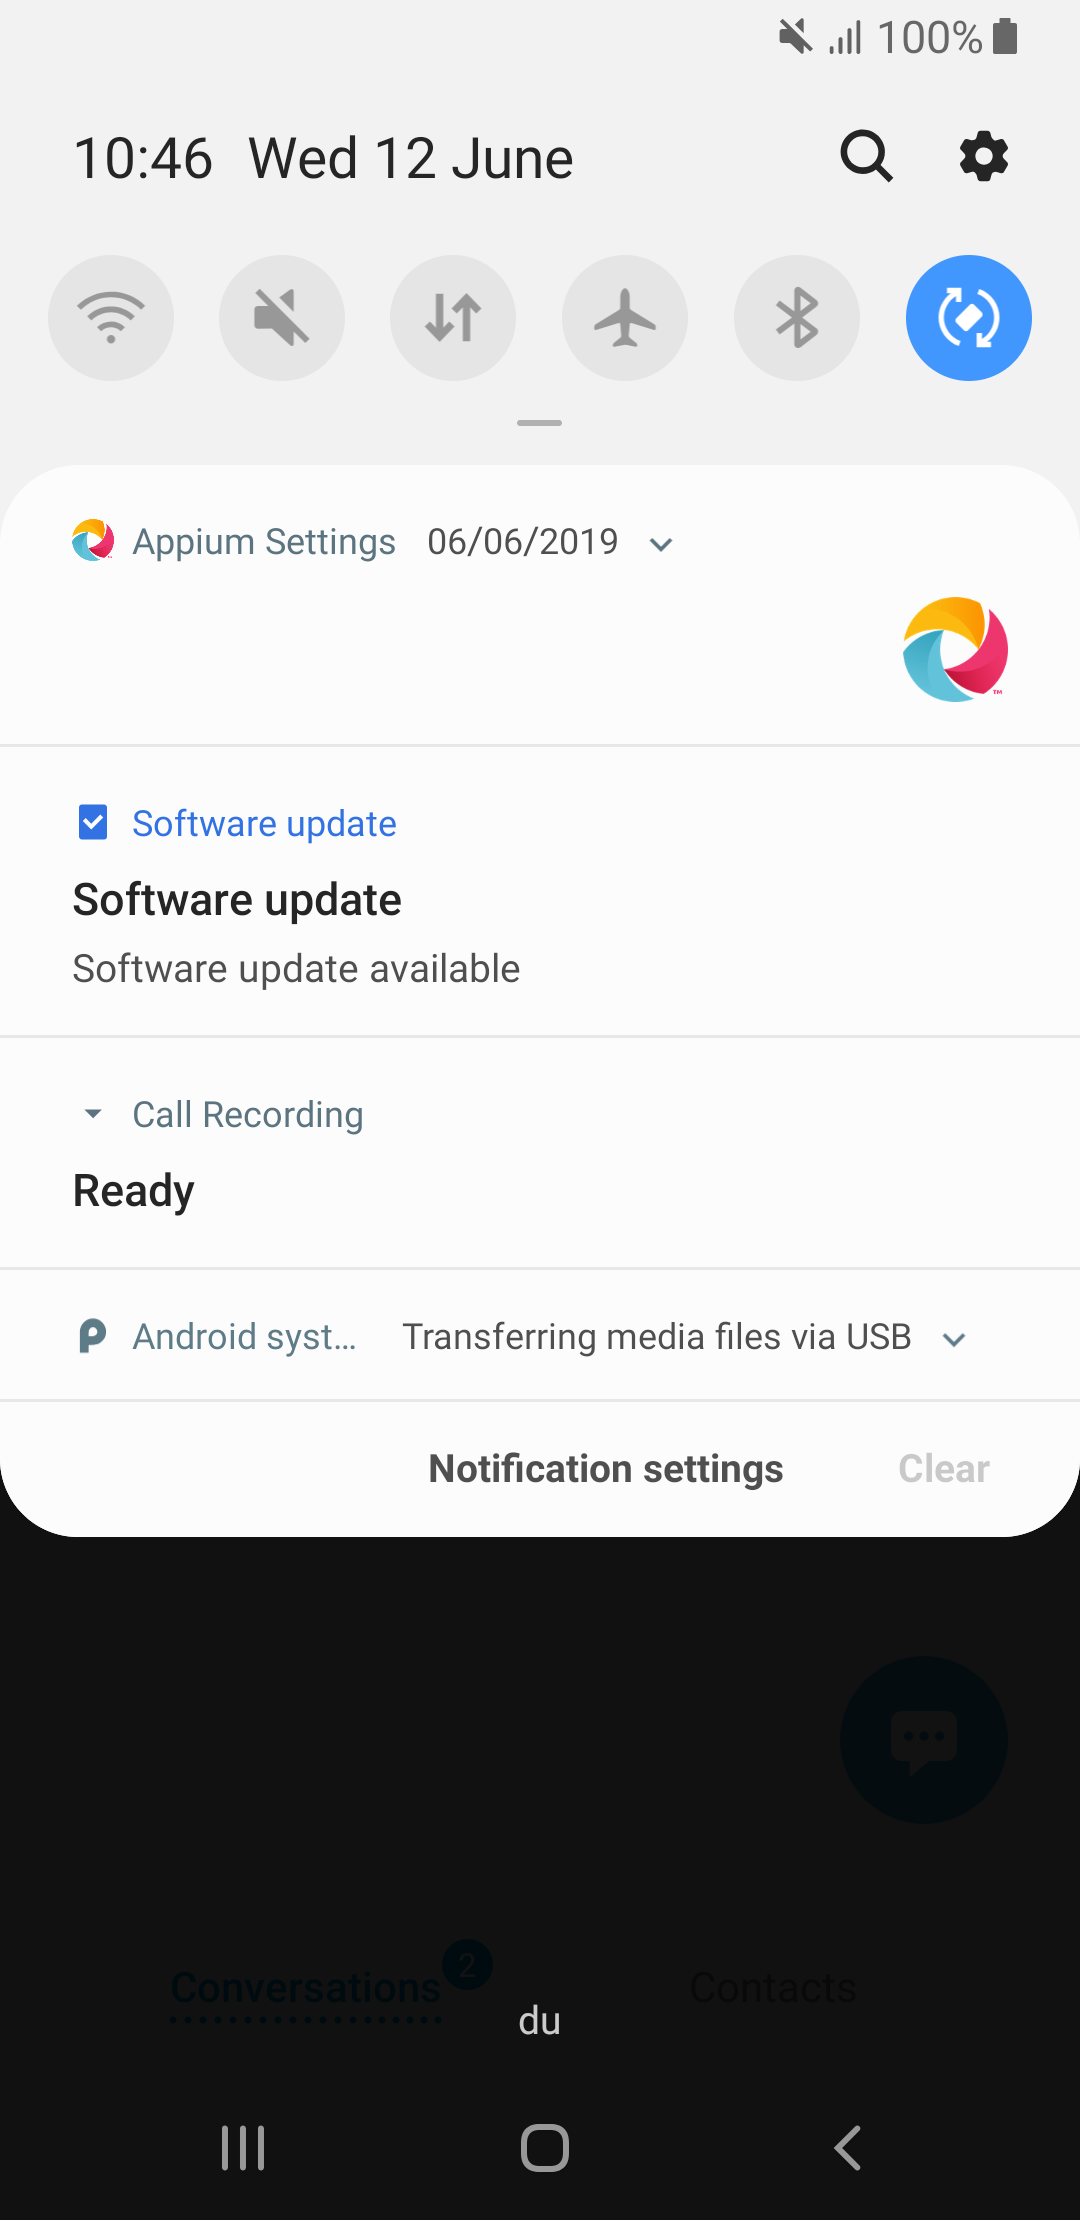 100%
10:46 Wed 12 June
Appium Settings 06/06/2019
TM
Software update
Software update
Software update available
Call Recording
Ready
Android syst... Transferring media files via USB
Notification settings Clear
Conversations 2 Contacts
du